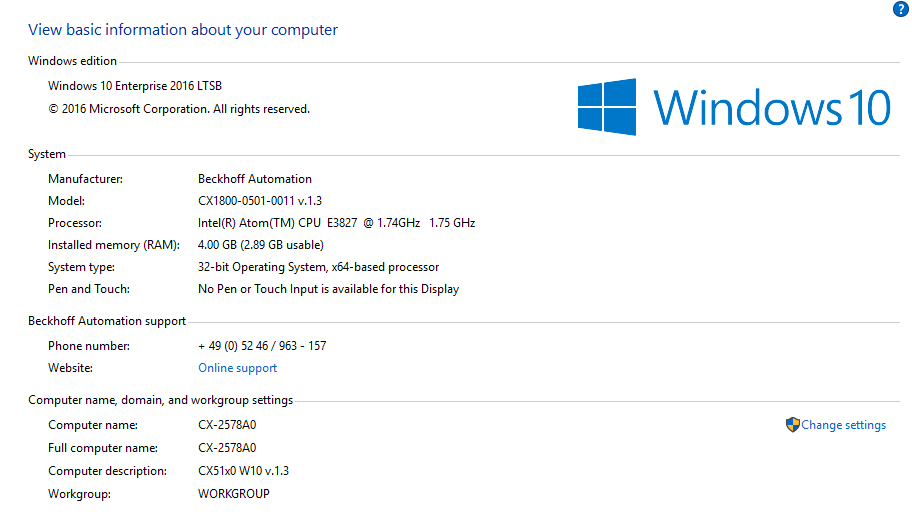 ?
View basic information about your computer
Windows edition
Windows 10 Enterprise 2016 LTSB
© 2016 Microsoft Corporation. All rights reserved.
Windows 10
System
Manufacturer: Beckhoff Automation
Model: CX1800-0501-0011 v.1.3
Processor: Intel(R) Atom(TM) CPU E3827 @ 1.74GHz 1.75 GHz
Installed memory (RAM): 4.00 GB (2.89 GB usable)
System type: 32-bit Operating System, x64-based processor
Pen and Touch: No Pen or Touch Input is available for this Display
Beckhoff Automation support
Phone number: + 49 (0) 52 46 / 963 - 157
Website: Online support
Computer name, domain, and workgroup settings
Computer name: CX-2578A0 Change settings
Full computer name: CX-2578A0
Computer description: CX51x0 W10 v.1.3
Workgroup: WORKGROUP